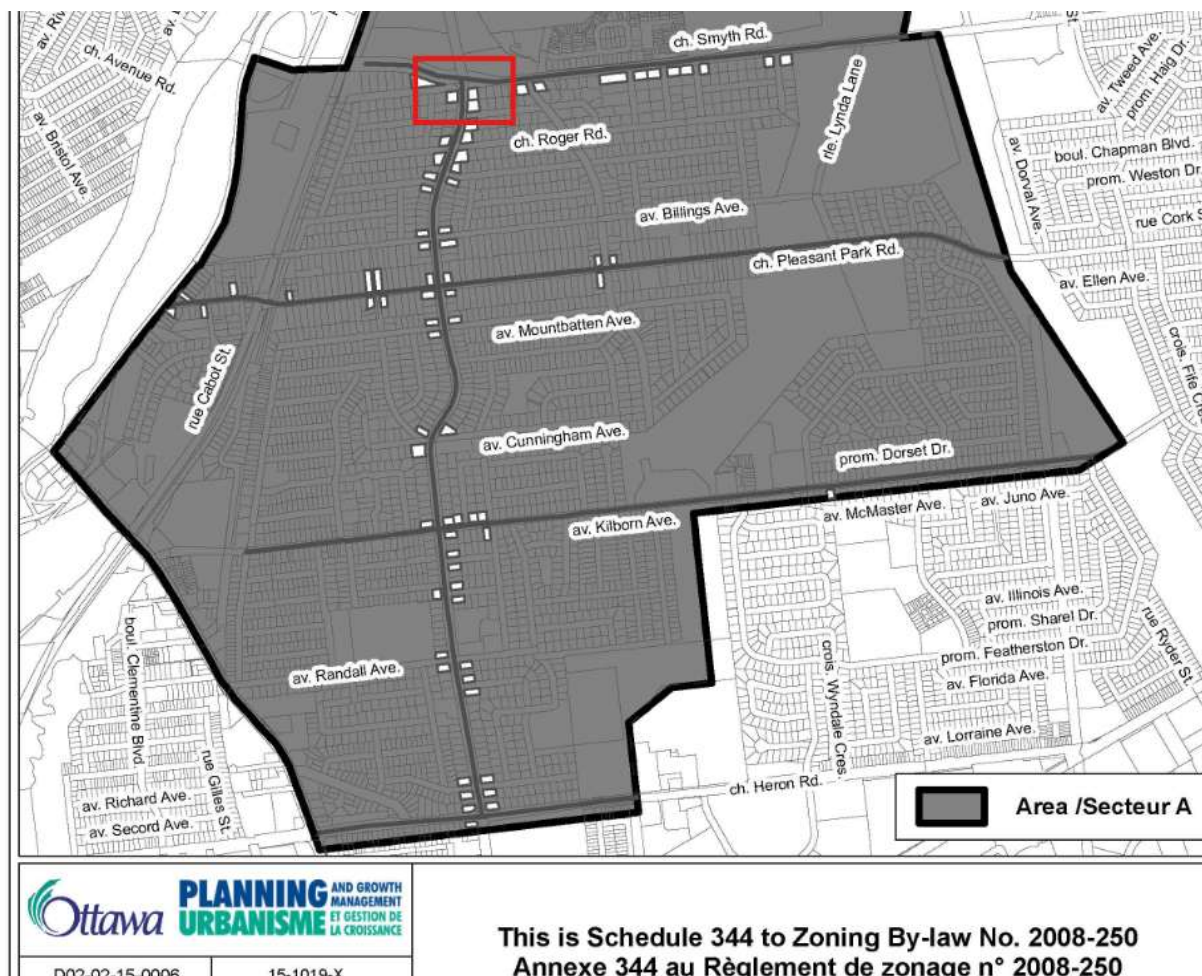 ch. Smyth Rd.
av. Tweed Ave.
prom. Haig Dr.
ch. Avenue Rd.
av. Bristol Ave.
rle. Lynda Lane
ch. Roger Rd.
av. Dorval Ave.
boul. Chapman Blvd.
prom. Weston Dr.
av. Billings Ave.
rue Cork
ch. Pleasant Park Rd.
av. Ellen Ave.
av. Mountbatten Ave.
crois. Fife
rue Cabot St.
av. Cunningham Ave.
prom. Dorset Dr.
av. Juno Ave.
av. McMaster Ave.
av. Kilborn Ave.
av. Illinois Ave.
prom. Sharel Dr.
rue Ryder St.
boul. Clementine Blvd.
av. Randall Ave.
prom. Featherston Dr.
crois. Wyndale Cres.
av. Florida Ave.
av. Lorraine Ave.
rue Gilles St.
ch. Heron Rd.
av. Richard Ave.
av. Secord Ave.
Area /Secteur A
Ottawa
PLANNING AND GROWTH MANAGEMENT
URBANISME ET GESTION DE LA CROISSANCE
This is Schedule 344 to Zoning By-law No. 2008-250
Annexe 344 au Règlement de zonage n° 2008-250
D02-02-15-0006
15-1019-X